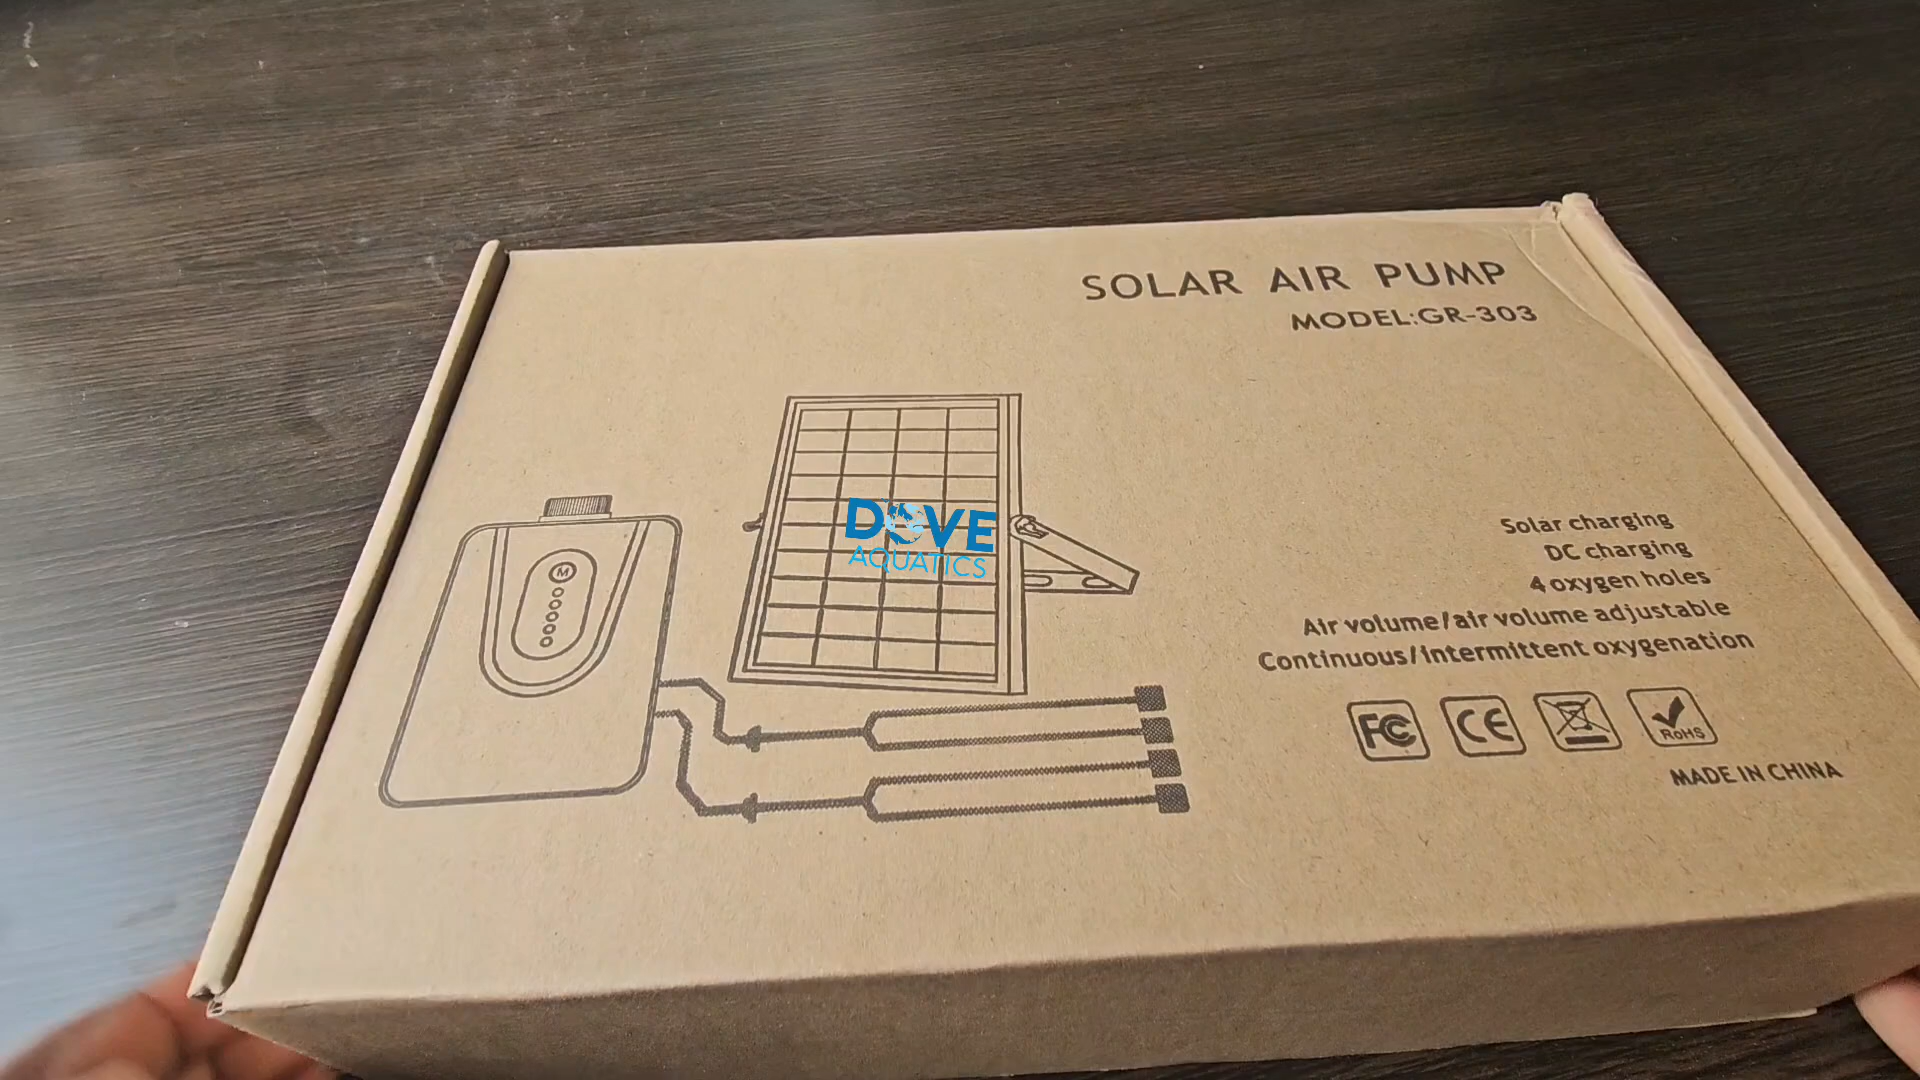 SOLAR AIR PUMP
MODEL:GR-303
M
DOVE
AQUATICS
Solar charging
DC charging
4 oxygen holes
Air volume/air volume adjustable
Continuous/intermittent oxygenation
FC CE RoHS
MADE IN CHINA